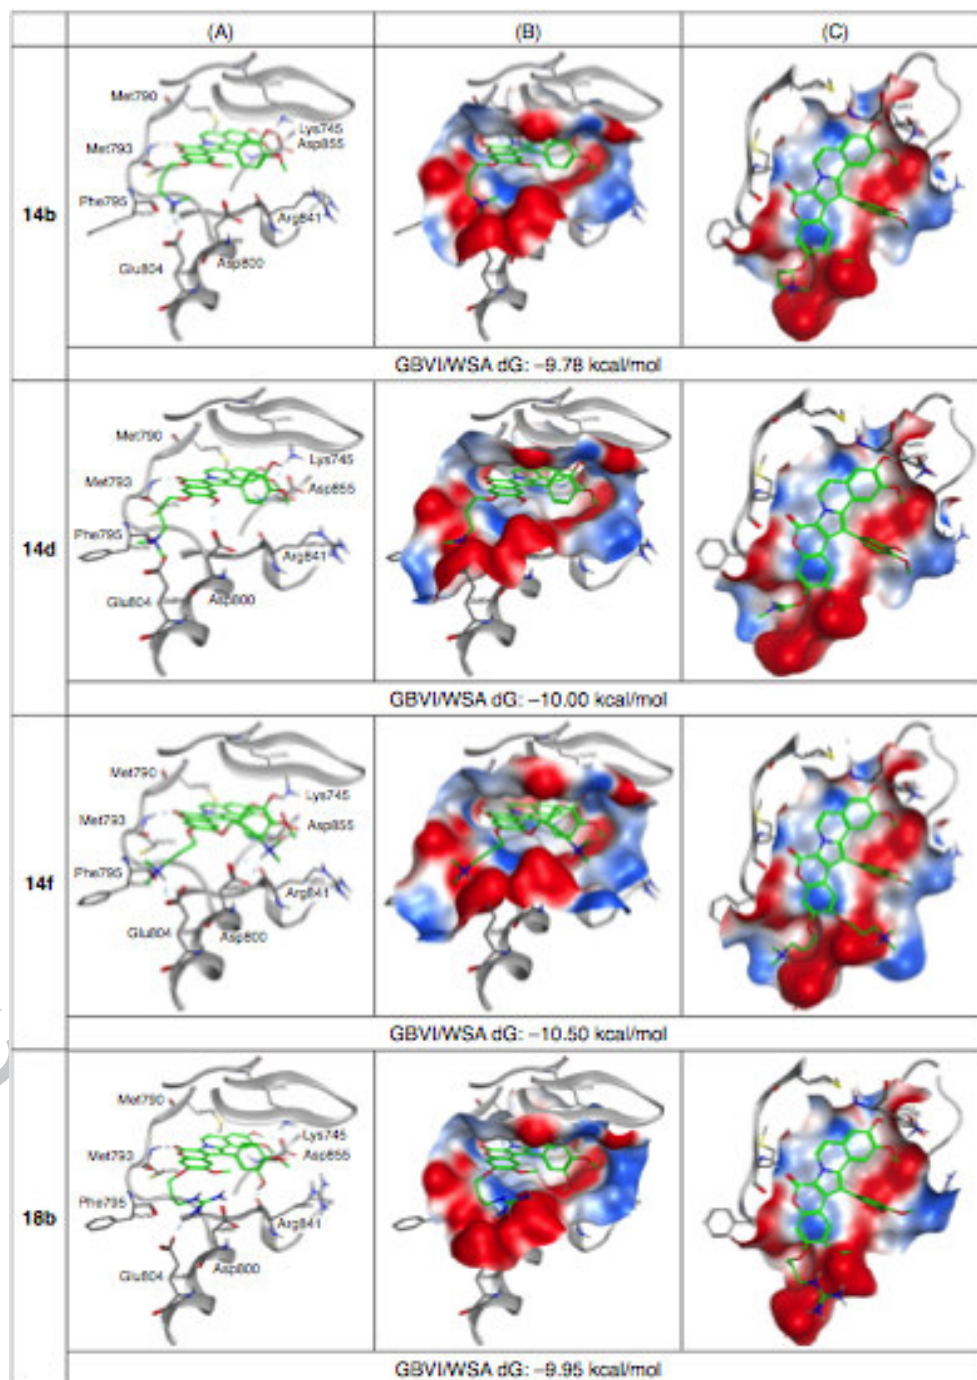 (A) (B) (C)
14b
Met790
Lys745
Asp855
Met793
Phe795
Arg841
Asp800
Glu804
GBVI/WSA dG: −9.78 kcal/mol
14d
Met790
Lys745
Met793
Asp855
Phe795
Arg841
Asp800
Glu804
GBVI/WSA dG: −10.00 kcal/mol
14f
Met790
Lys745
Met793
Asp855
Phe795
Arg841
Glu804
Asp800
GBVI/WSA dG: −10.50 kcal/mol
18b
Met790
Lys745
Met793
Asp855
Phe795
Arg841
Asp800
Glu804
GBVI/WSA dG: −9.95 kcal/mol